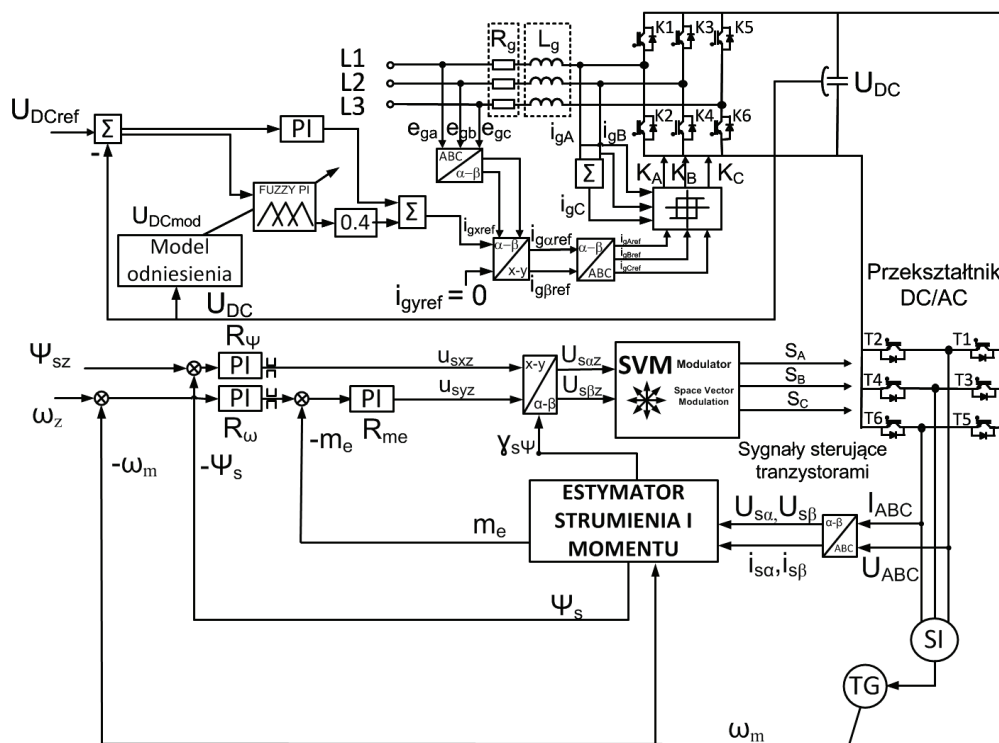 K1 K3 K5
R_g L_g
L1
L2
L3
U_DC
K2 K4 K6
U_DCref
Σ
-
PI
e_ga e_gb e_gc
i_gA i_gB
ABC
α-β
Σ
i_gC
K_A K_B K_C
FUZZY PI
U_DCmod
0.4
Σ
i_gxref
Model
odniesienia
α-β
x-y
i_gαref
i_gβref
α-β
ABC
i_gAref
i_gBref
i_gCref
i_gyref = 0
U_DC
Przekształtnik
DC/AC
Ψ_sz
R_Ψ
PI
u_sxz
x-y
α-β
U_sαz
U_sβz
SVM Modulator
Space Vector
Modulation
S_A
S_B
S_C
T2 T1
T4 T3
T6 T5
ω_z
PI
R_ω
PI
R_me
u_syz
-m_e
-ω_m
-Ψ_s
γ_sΨ
Sygnały sterujące
tranzystorami
ESTYMATOR
STRUMIENIA I
MOMENTU
m_e
U_sα,U_sβ
i_sα,i_sβ
α-β
ABC
I_ABC
U_ABC
Ψ_s
SI
TG
ω_m